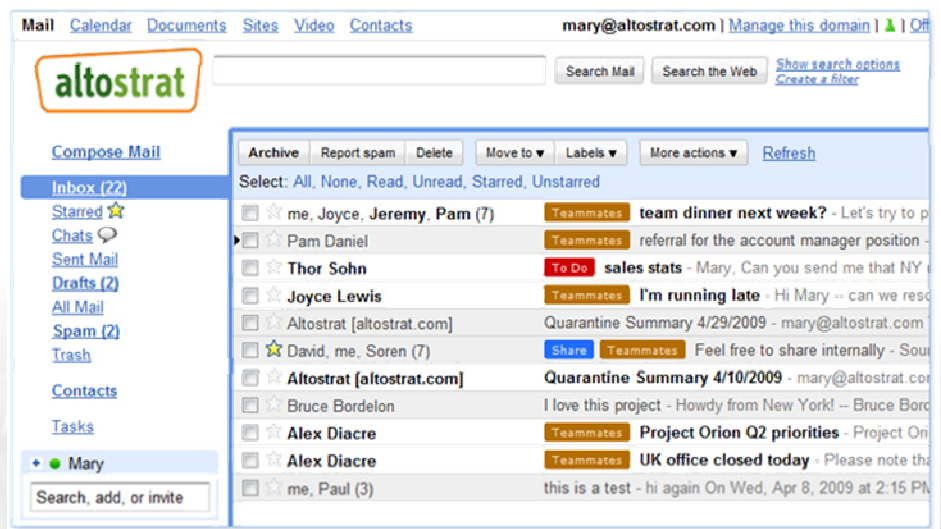 Mail Calendar Documents Sites Video Contacts mary@altostrat.com | Manage this domain | | Off
altostrat
Search Mail Search the Web
Show search options
Create a filter
Compose Mail
Inbox (22)
Starred
Chats
Sent Mail
Drafts (2)
All Mail
Spam (2)
Trash
Contacts
Tasks
+ Mary
Search, add, or invite
Archive Report spam Delete Move to ▼ Labels ▼ More actions ▼ Refresh
Select: All, None, Read, Unread, Starred, Unstarred
me, Joyce, Jeremy, Pam (7) Teammates team dinner next week? - Let's try to p
Pam Daniel Teammates referral for the account manager position -
Thor Sohn To Do sales stats - Mary, Can you send me that NY
Joyce Lewis Teammates I'm running late - Hi Mary -- can we resc
Altostrat [altostrat.com] Quarantine Summary 4/29/2009 - mary@altostrat.com
David, me, Soren (7) Share Teammates Feel free to share internally - Sour
Altostrat [altostrat.com] Quarantine Summary 4/10/2009 - mary@altostrat.cor
Bruce Bordelon I love this project - Howdy from New York! -- Bruce Bord
Alex Diacre Teammates Project Orion Q2 priorities - Project Ori
Alex Diacre Teammates UK office closed today - Please note tha
me, Paul (3) this is a test - hi again On Wed, Apr 8, 2009 at 2:15 PM